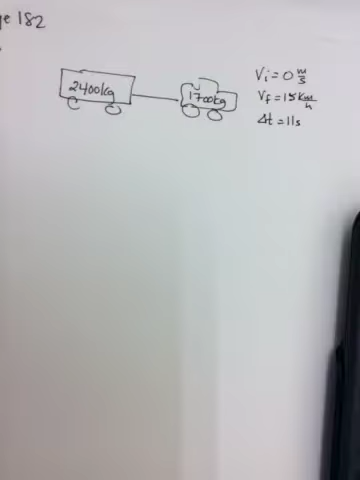 ge 182
2400kg
1700kg
Vi = 0 m/s
Vf = 15 Km/h
Δt = 11s